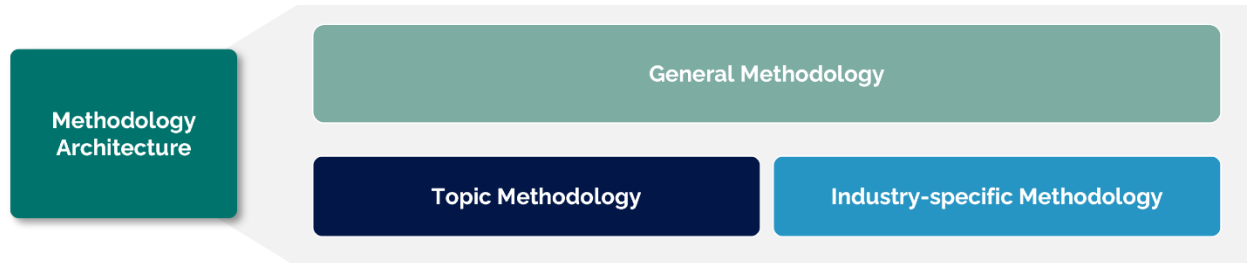 Methodology
Architecture
General Methodology
Topic Methodology
Industry-specific Methodology